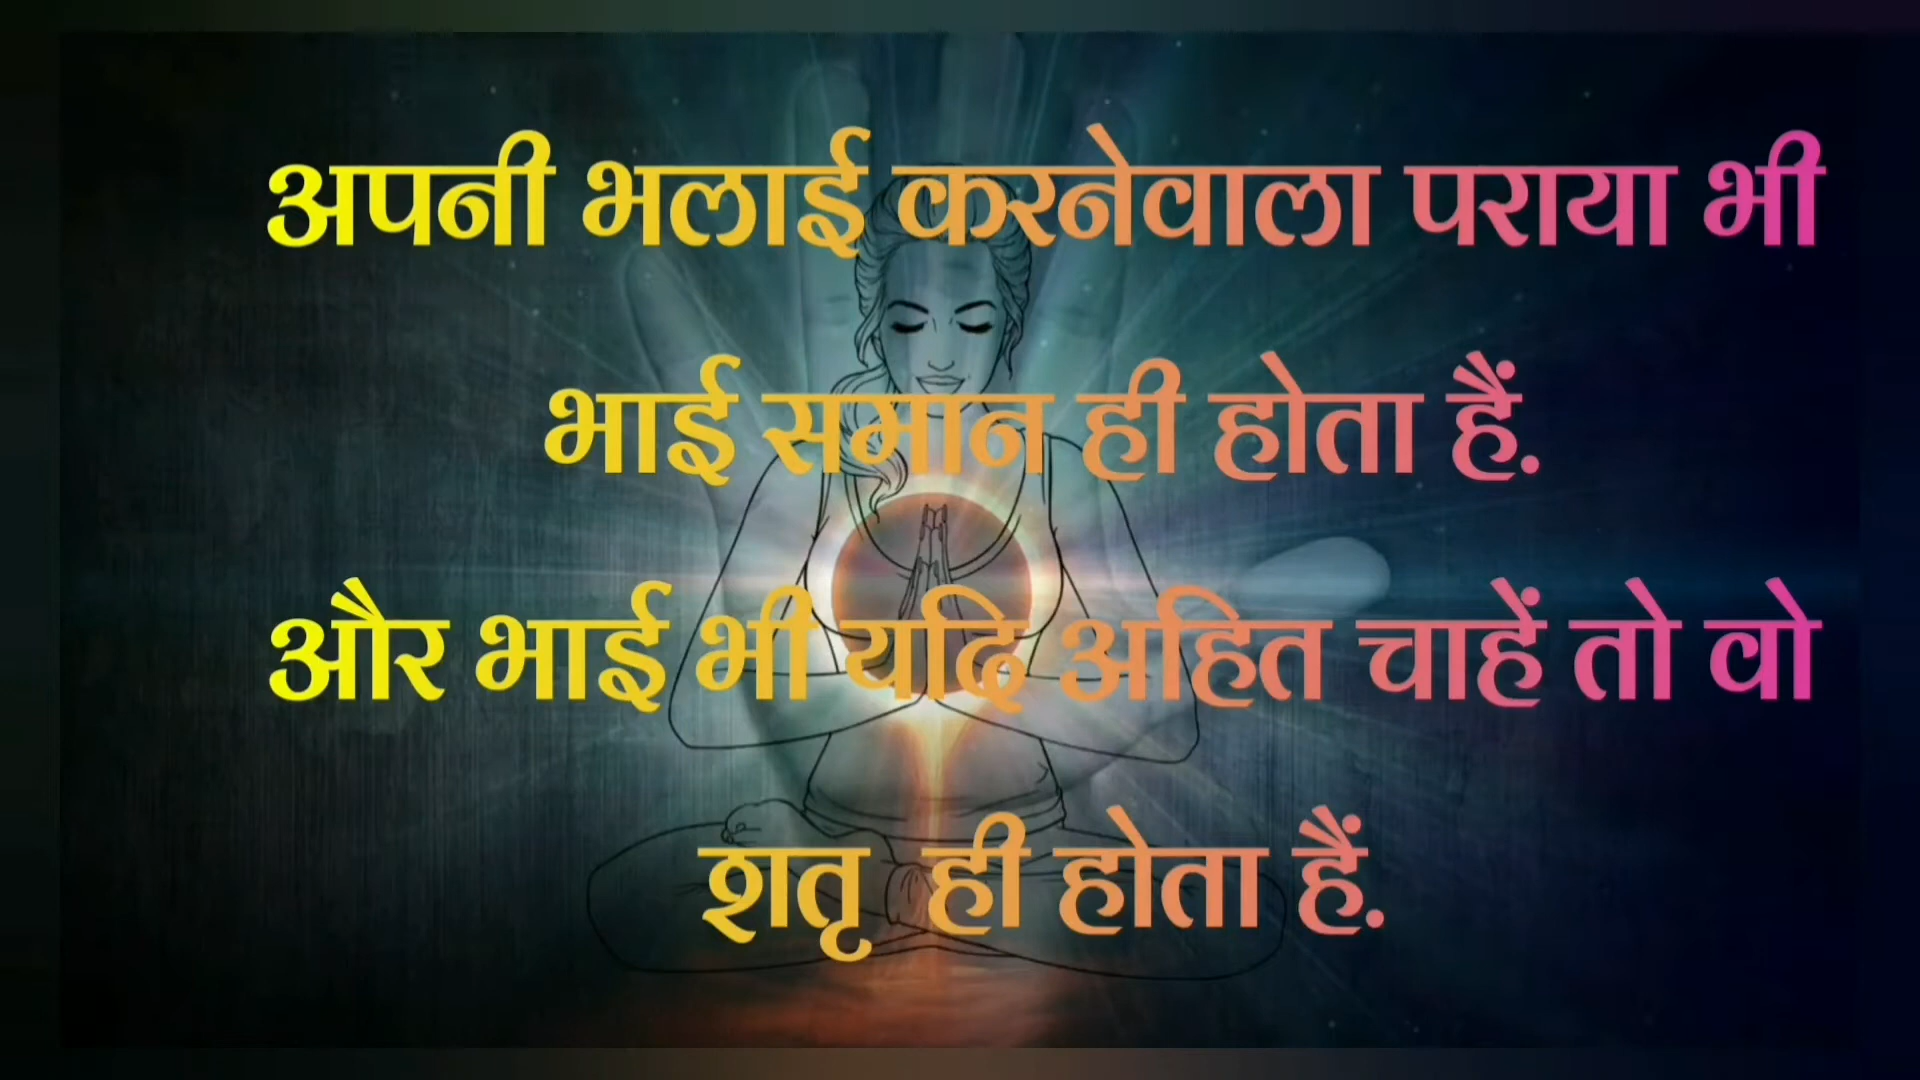 अपनी भलाई करनेवाला पराया भी
भाई समान ही होता हैं.
और भाई भी यदि अहित चाहें तो वो
शतृ ही होता हैं.